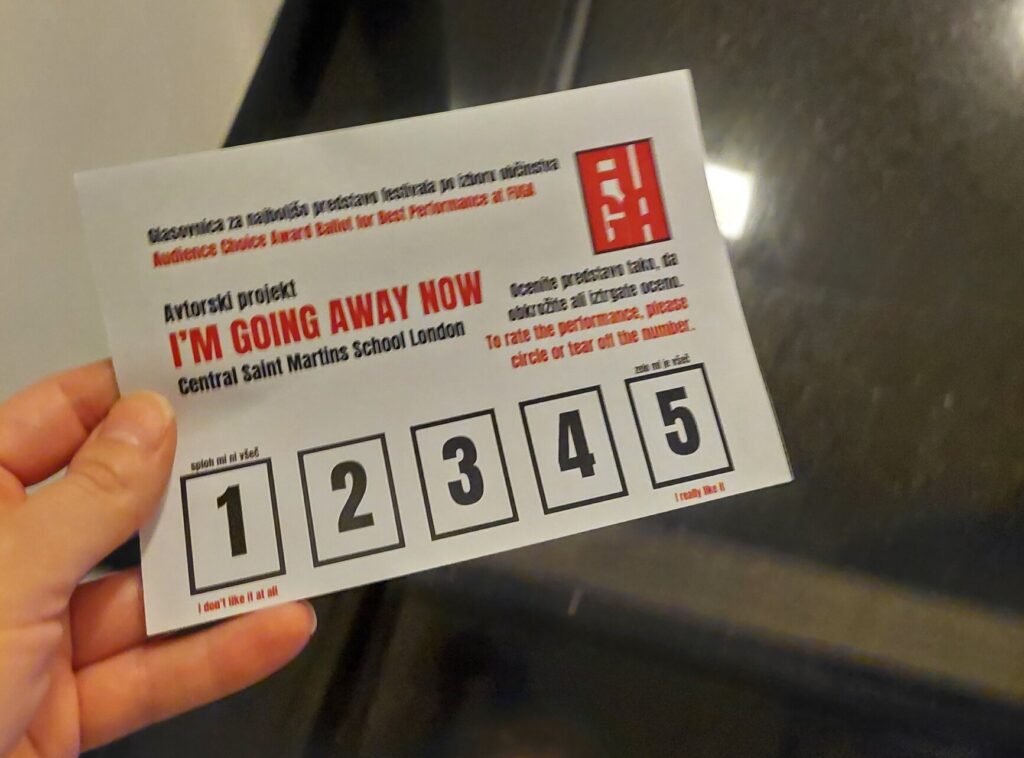 Glasovnica za najboljšo predstavo festivala po izboru občinstva
Audience Choice Award Ballot for Best Performance at FUGA
FU
GA
Avtorski projekt
I'M GOING AWAY NOW
Central Saint Martins School London
Ocenite predstavo tako, da
obkrožite ali iztrgate oceno.
To rate the performance, please
circle or tear off the number.
sploh mi ni všeč
zelo mi je všeč
1 2 3 4 5
I don't like it at all
I really like it